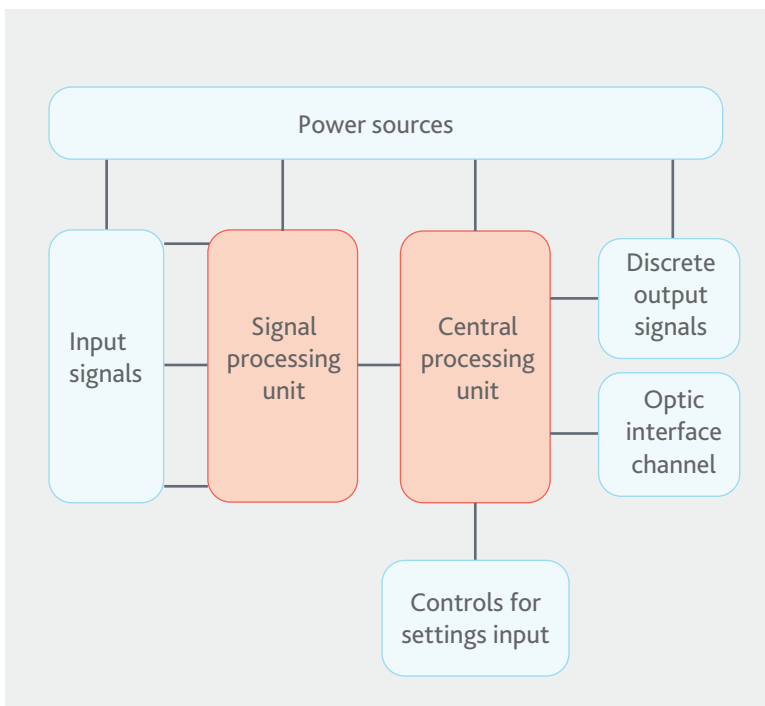 Power sources
Input
signals
Signal
processing
unit
Central
processing
unit
Discrete
output
signals
Optic
interface
channel
Controls for
settings input